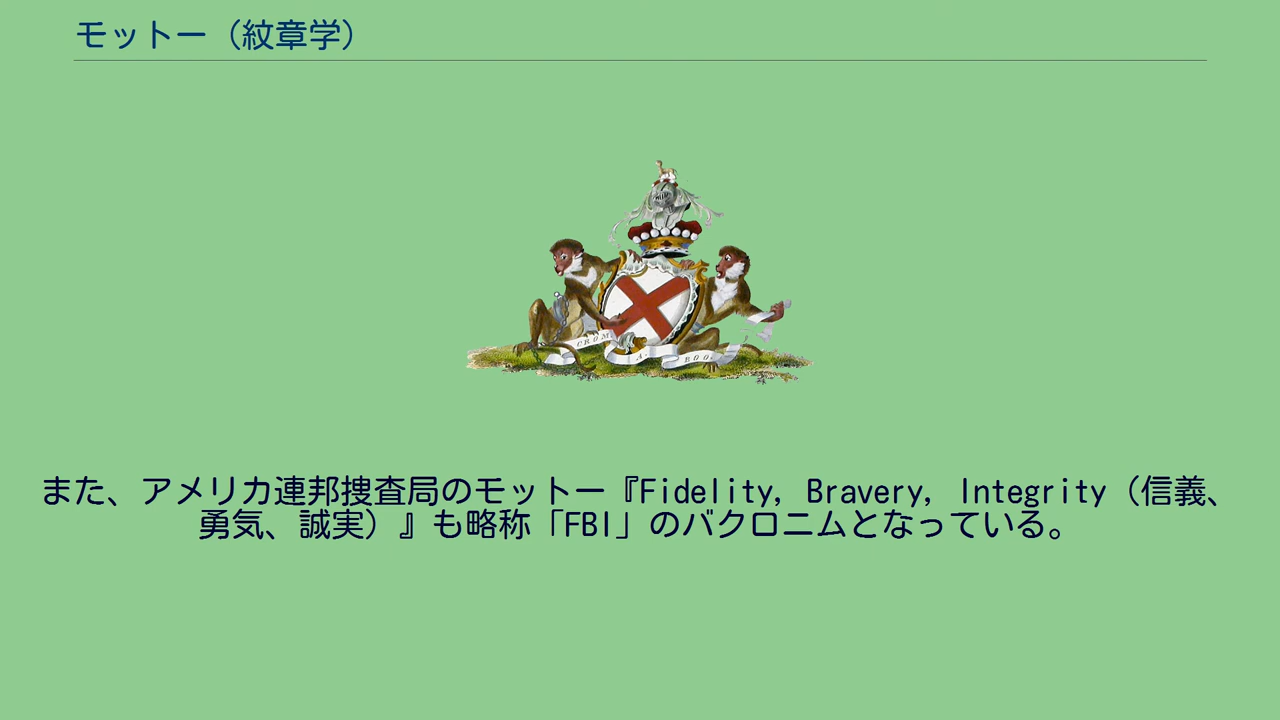 モットー（紋章学）
CROM
A
BOO.
また、アメリカ連邦捜査局のモットー『Fidelity, Bravery, Integrity（信義、
勇気、誠実）』も略称「FBI」のバクロニムとなっている。